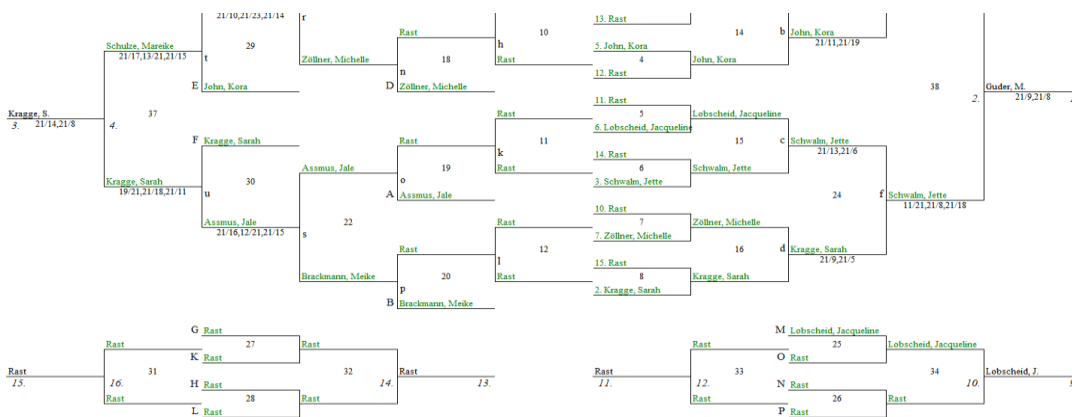 21/10,21/23,21/14 r 13. Rast
Rast 10 14 b John, Kora
Schulze, Mareike 29 h 5. John, Kora 21/11,21/19
21/17,13/21,21/15 t Zöllner, Michelle 18 Rast 4 John, Kora
n 12. Rast
E John, Kora D Zöllner, Michelle 38 2. Guder, M.
21/9,21/8
11. Rast
Kragge, S. 37 Rast 5 Lobscheid, Jacqueline
3. 21/14,21/8 4. 6. Lobscheid, Jacqueline
F Kragge, Sarah Rast 11 15 c Schwalm, Jette
k 14. Rast 21/13,21/6
Assmus, Jale 19 Rast 6 Schwalm, Jette
Kragge, Sarah 30 o 3. Schwalm, Jette
19/21,21/18,21/11 u A Assmus, Jale 24 f Schwalm, Jette
11/21,21/8,21/18
10. Rast
Assmus, Jale 22 7 Zöllner, Michelle
21/16,12/21,21/15 s Rast 7. Zöllner, Michelle
Rast 12 16 d Kragge, Sarah
l 15. Rast 21/9,21/5
Brackmann, Meike 20 Rast 8 Kragge, Sarah
p 2. Kragge, Sarah
B Brackmann, Meike
G Rast M Lobscheid, Jacqueline
Rast 27 Rast Rast 25 Lobscheid, Jacqueline
K Rast O Rast
Rast 31 32 Rast Rast 33 34 Lobscheid, J.
15. 16. H Rast 14. 13. 11. 12. N Rast 10.
Rast 28 Rast Rast 26 Rast
L Rast P Rast